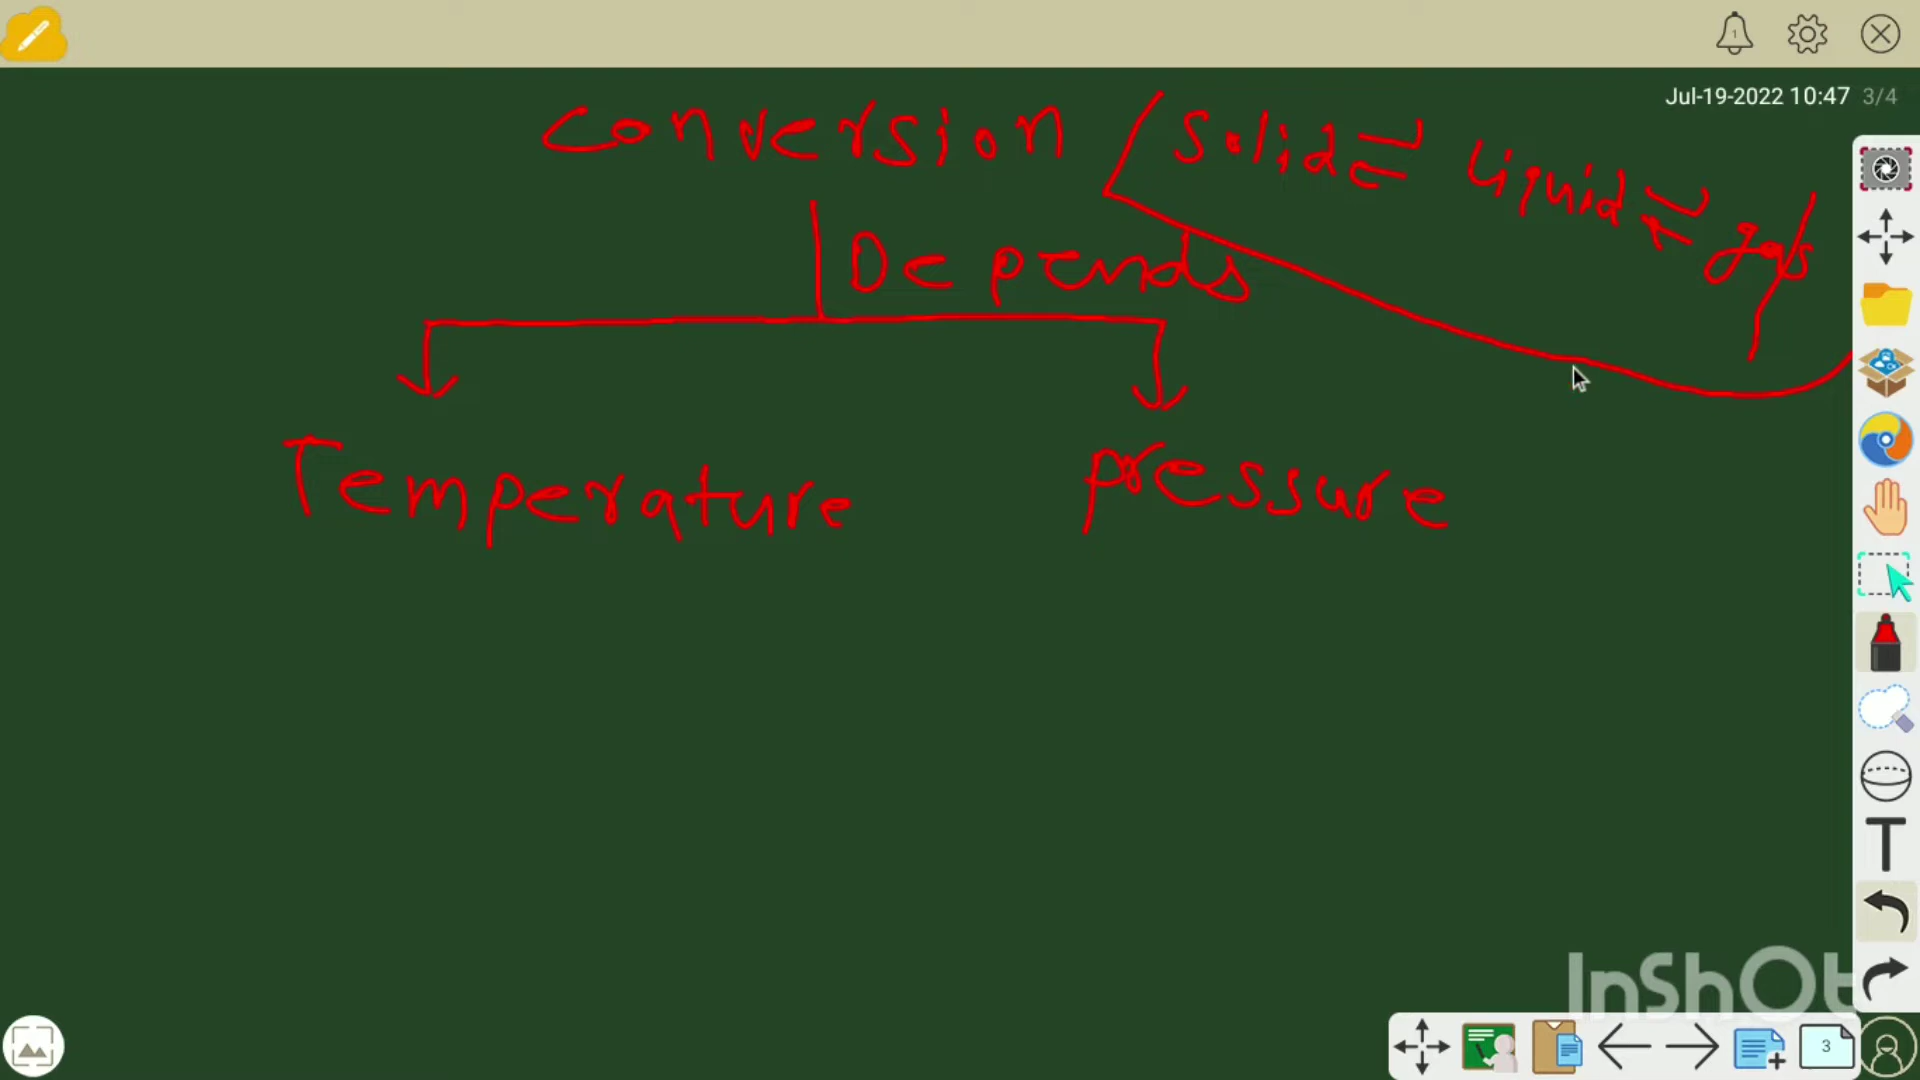 Jul-19-2022 10:47 3/4
Conversion (Solid ⇌ Liquid ⇌ gas)
Depends
Temperature pressure
InShOt
3